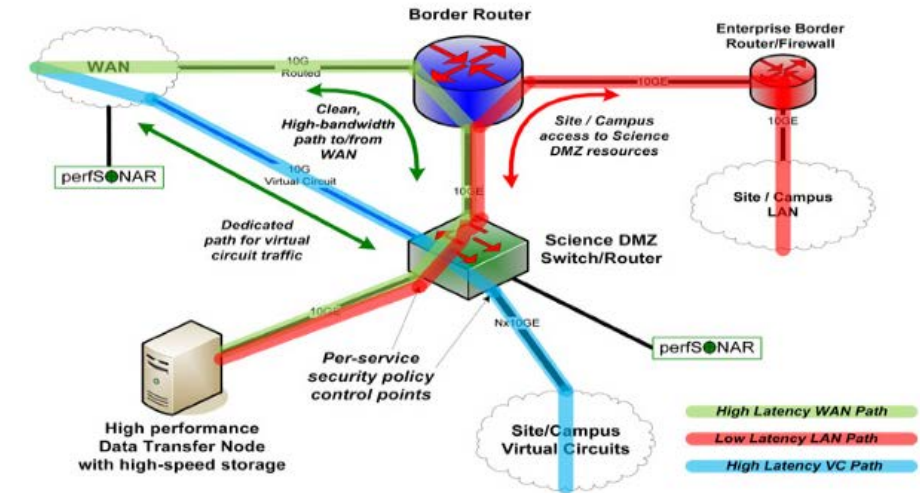 Border Router
Enterprise Border
Router/Firewall
WAN
10G
Routed
10GE
10GE
Clean,
High-bandwidth
path to/from
WAN
Site / Campus
access to Science
DMZ resources
perfSONAR
10G
Virtual Circuit
10GE
Site / Campus
LAN
Dedicated
path for virtual
circuit traffic
Science DMZ
Switch/Router
10GE
Nx10GE
perfSONAR
Per-service
security policy
control points
High performance
Data Transfer Node
with high-speed storage
Site/Campus
Virtual Circuits
High Latency WAN Path
Low Latency LAN Path
High Latency VC Path